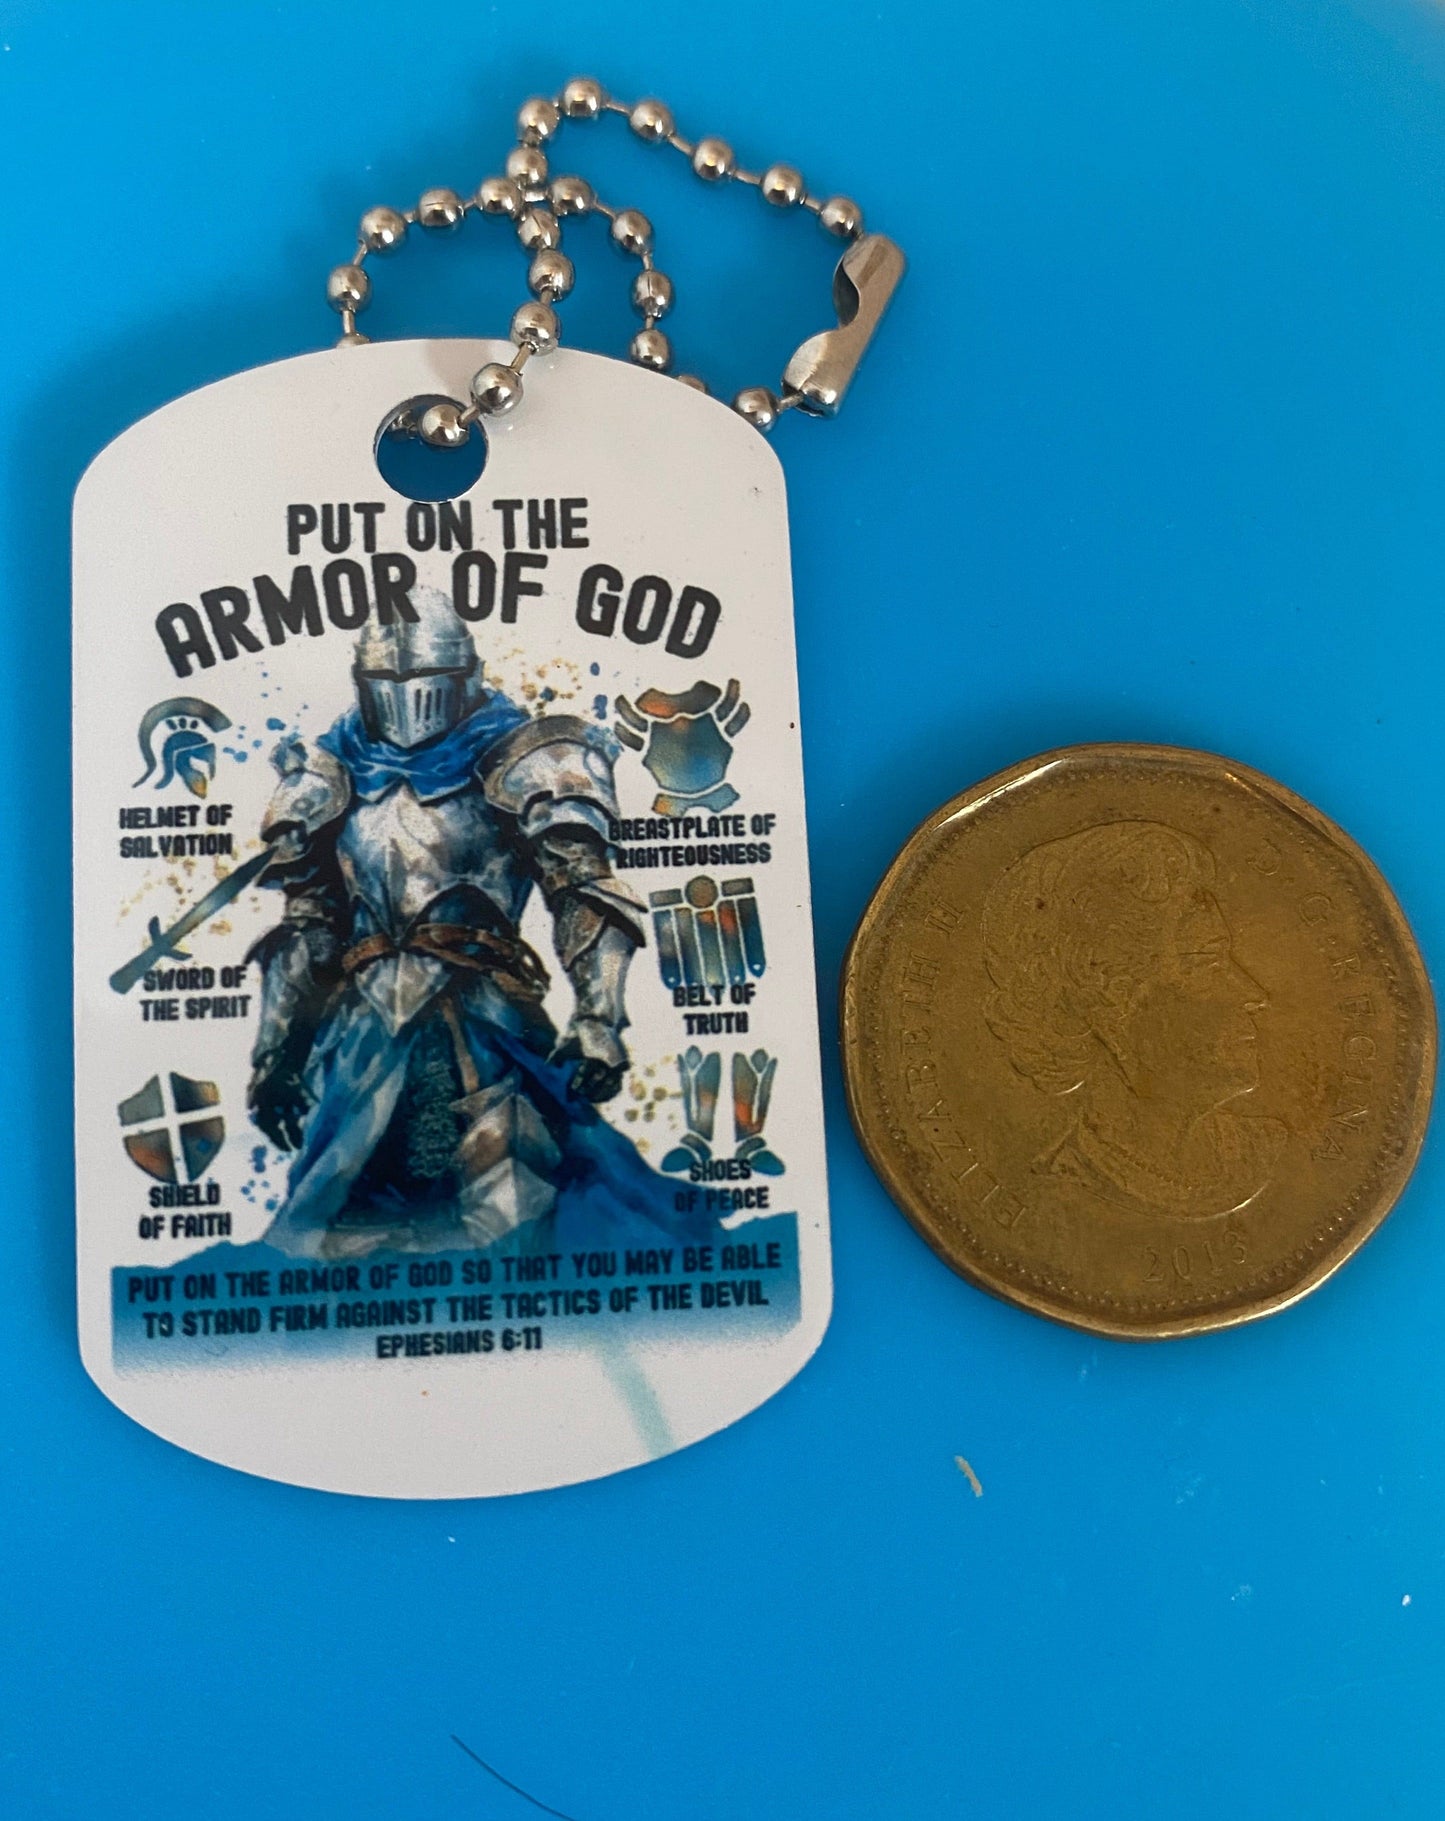 PUT ON THE
ARMOR OF GOD
HELMET OF
SALVATION
BREASTPLATE OF
RIGHTEOUSNESS
SWORD OF
THE SPIRIT
BELT OF
TRUTH
SHIELD
OF FAITH
SHOES
OF PEACE
PUT ON THE ARMOR OF GOD SO THAT YOU MAY BE ABLE
TO STAND FIRM AGAINST THE TACTICS OF THE DEVIL
EPHESIANS 6:11
ELIZABETH II D·G·REGINA
2013